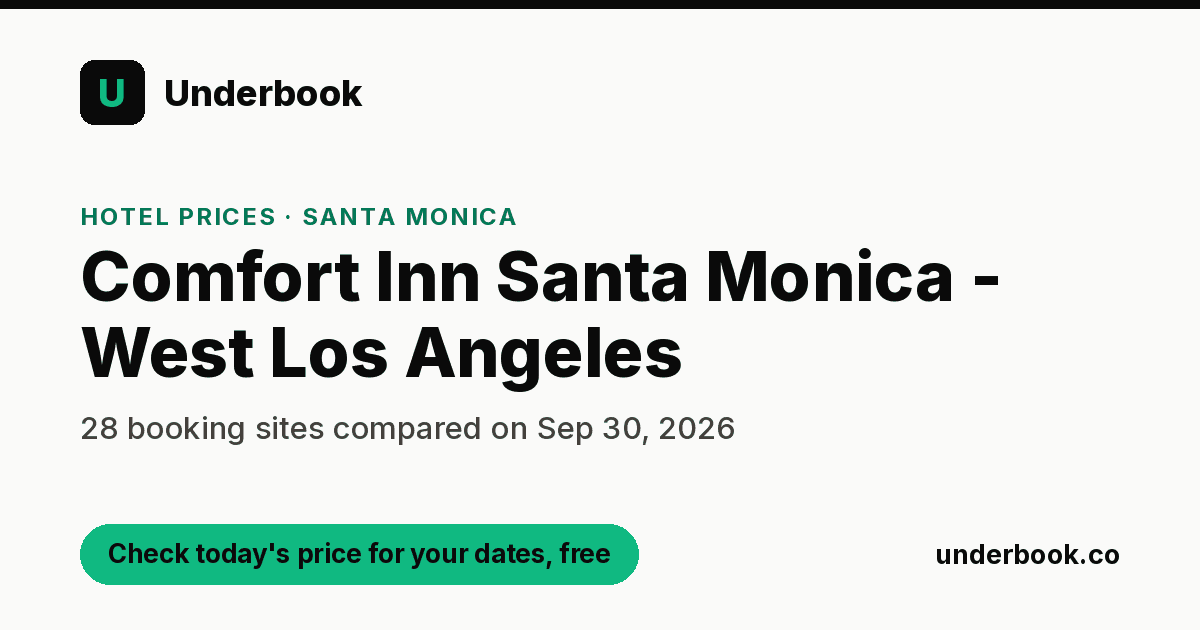 U Underbook
HOTEL PRICES · SANTA MONICA
Comfort Inn Santa Monica -
West Los Angeles
28 booking sites compared on Sep 30, 2026
Check today's price for your dates, free
underbook.co